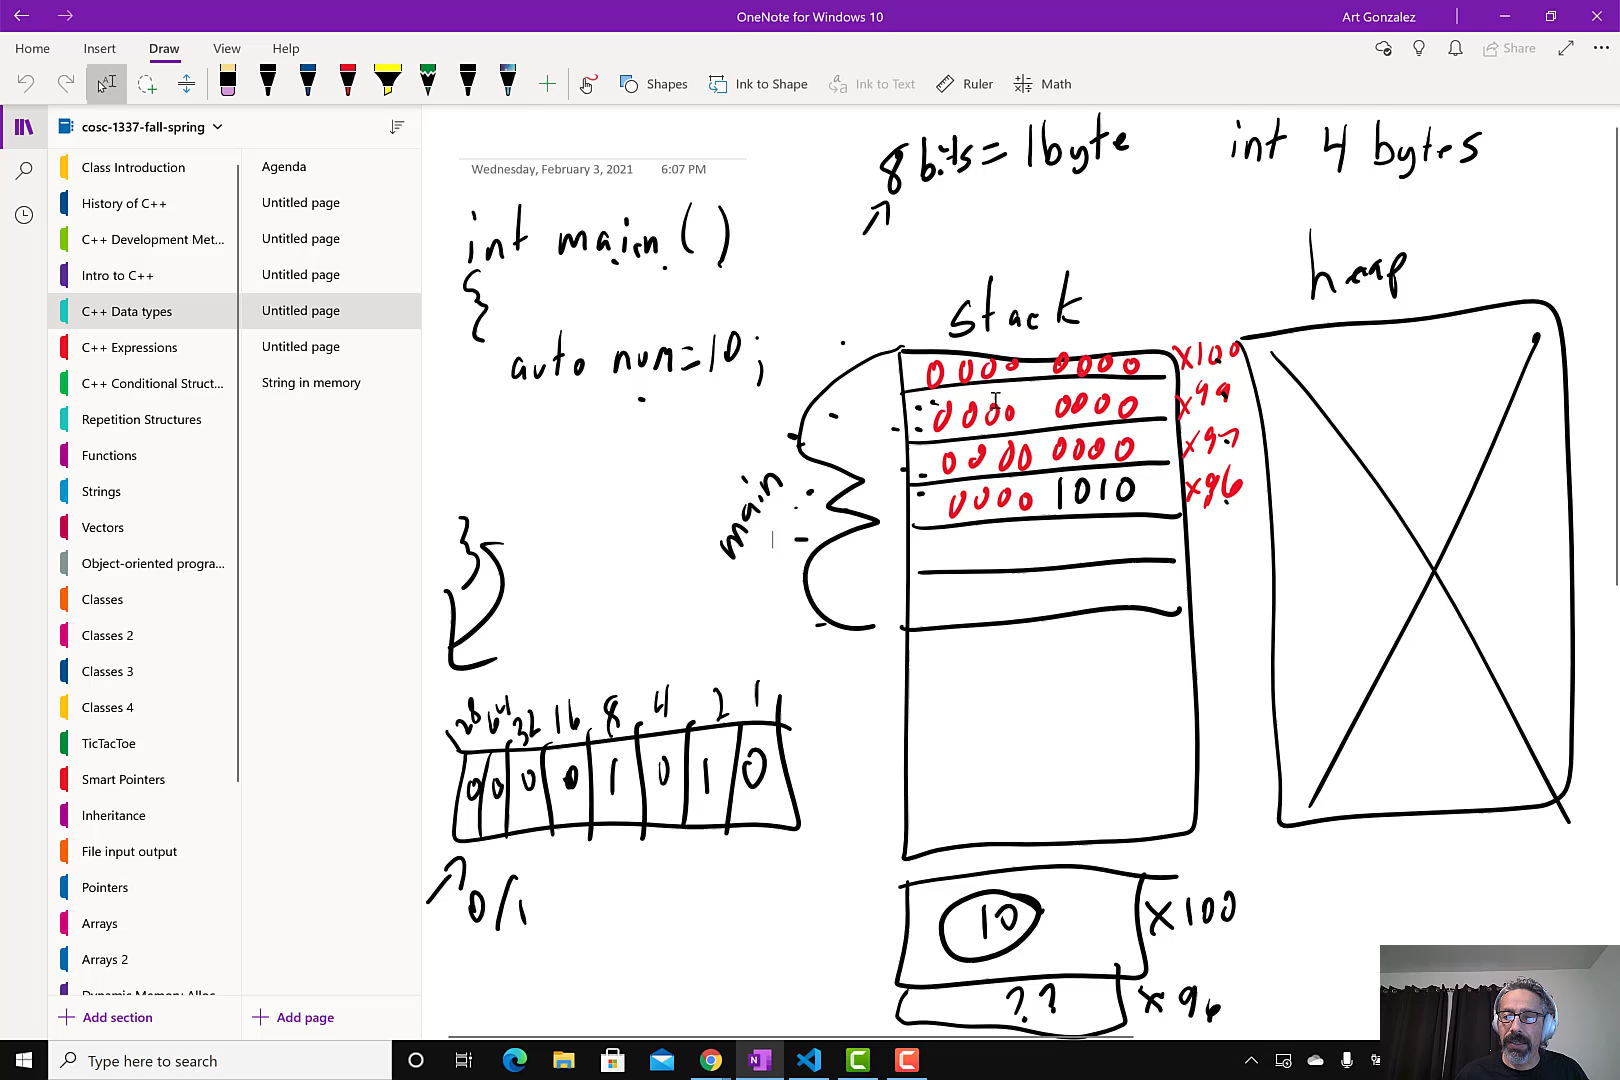 OneNote for Windows 10
Art Gonzalez
Home Insert Draw View Help
Share
Shapes Ink to Shape Ink to Text Ruler Math
cosc-1337-fall-spring
Class Introduction
History of C++
C++ Development Met...
Intro to C++
C++ Data types
C++ Expressions
C++ Conditional Struct...
Repetition Structures
Functions
Strings
Vectors
Object-oriented progra...
Classes
Classes 2
Classes 3
Classes 4
TicTacToe
Smart Pointers
Inheritance
File input output
Pointers
Arrays
Arrays 2
Dynamic Memory Alloc
Add section
Agenda
Untitled page
Untitled page
Untitled page
Untitled page
Untitled page
String in memory
Add page
Wednesday, February 3, 2021 6:07 PM
8 bits = 1 byte
int 4 bytes
int main ( )
{
auto num = 10 ;
}
stack
heap
main
0000 0000 x100
0000 0000 x99
0000 0000 x97
0000 1010 x96
28 64 32 16 8 4 2 1
0 0 0 0 1 0 1 0
0/1
10 x100
?? x96
Type here to search